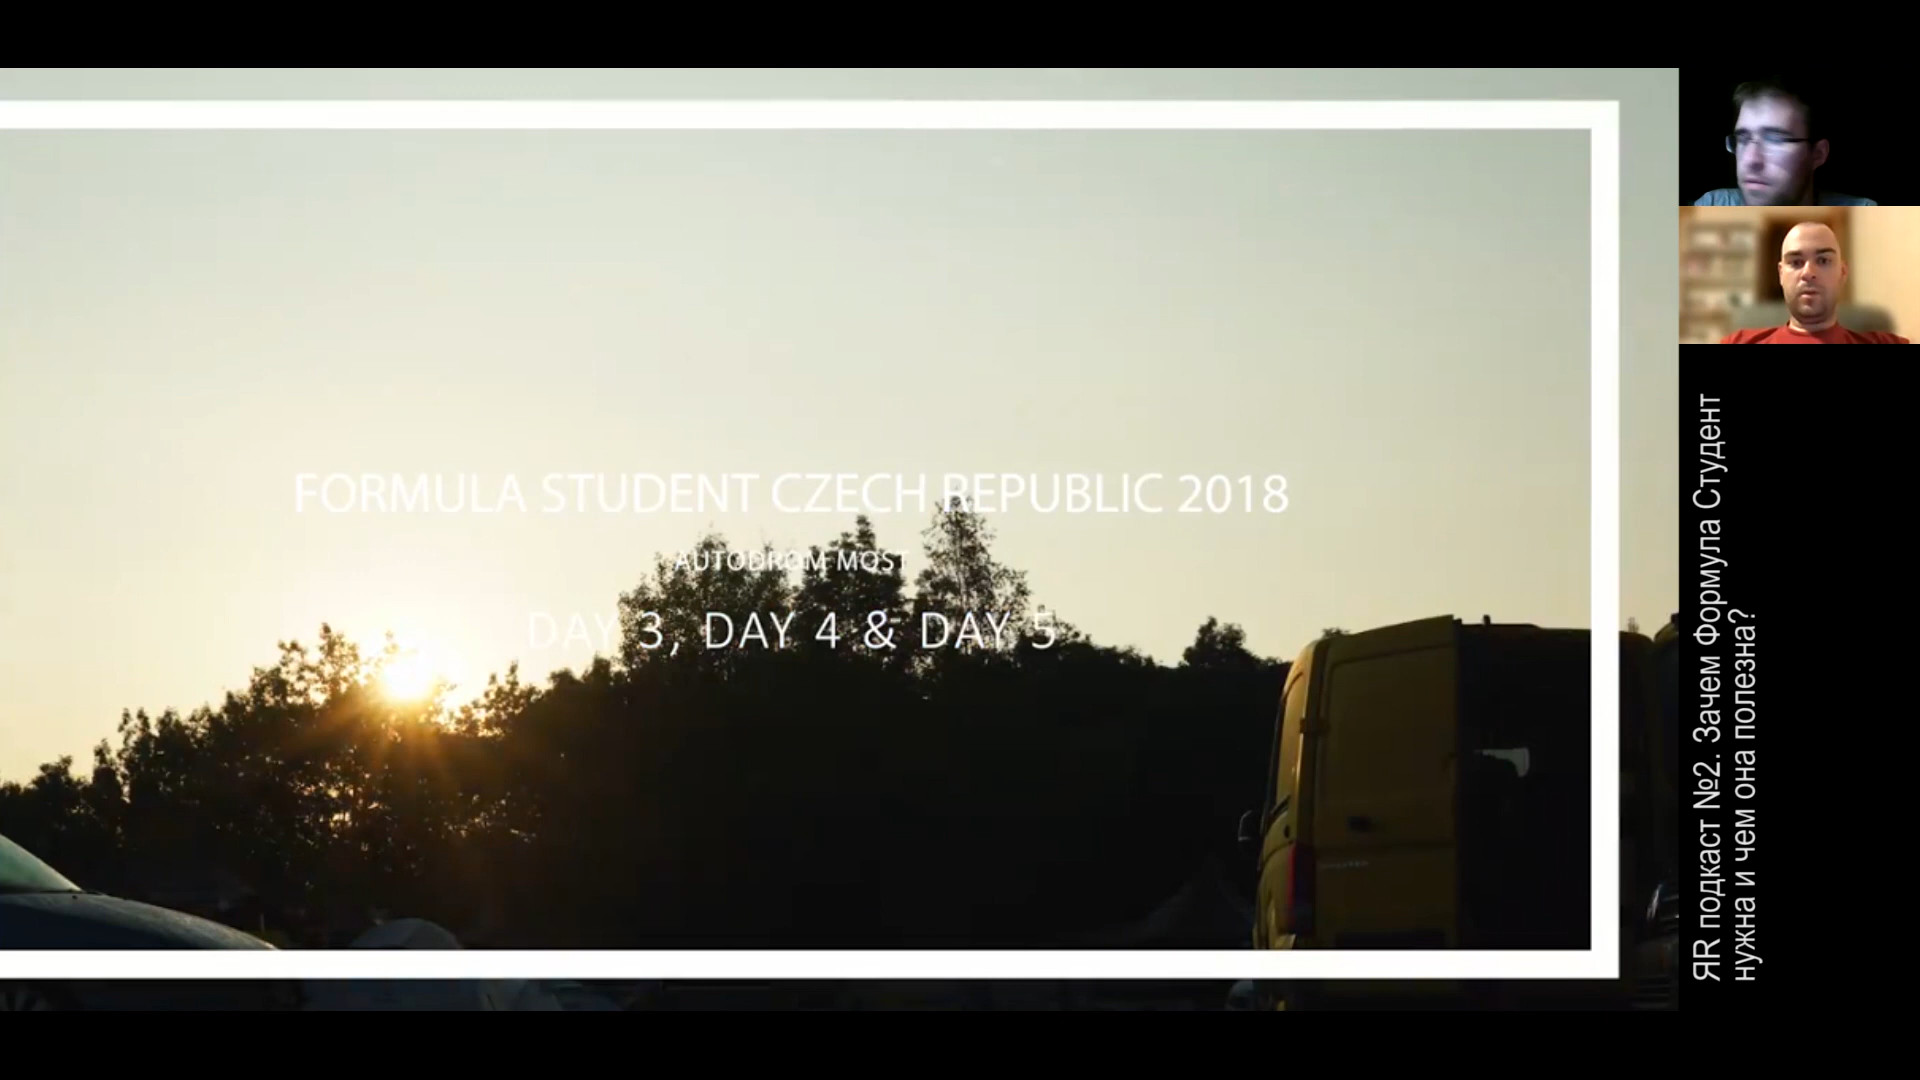 FORMULA STUDENT CZECH REPUBLIC 2018
AUTODROM MOST
DAY 3, DAY 4 & DAY 5
ЯR подкаст №2. Зачем Формула Студент
нужна и чем она полезна?